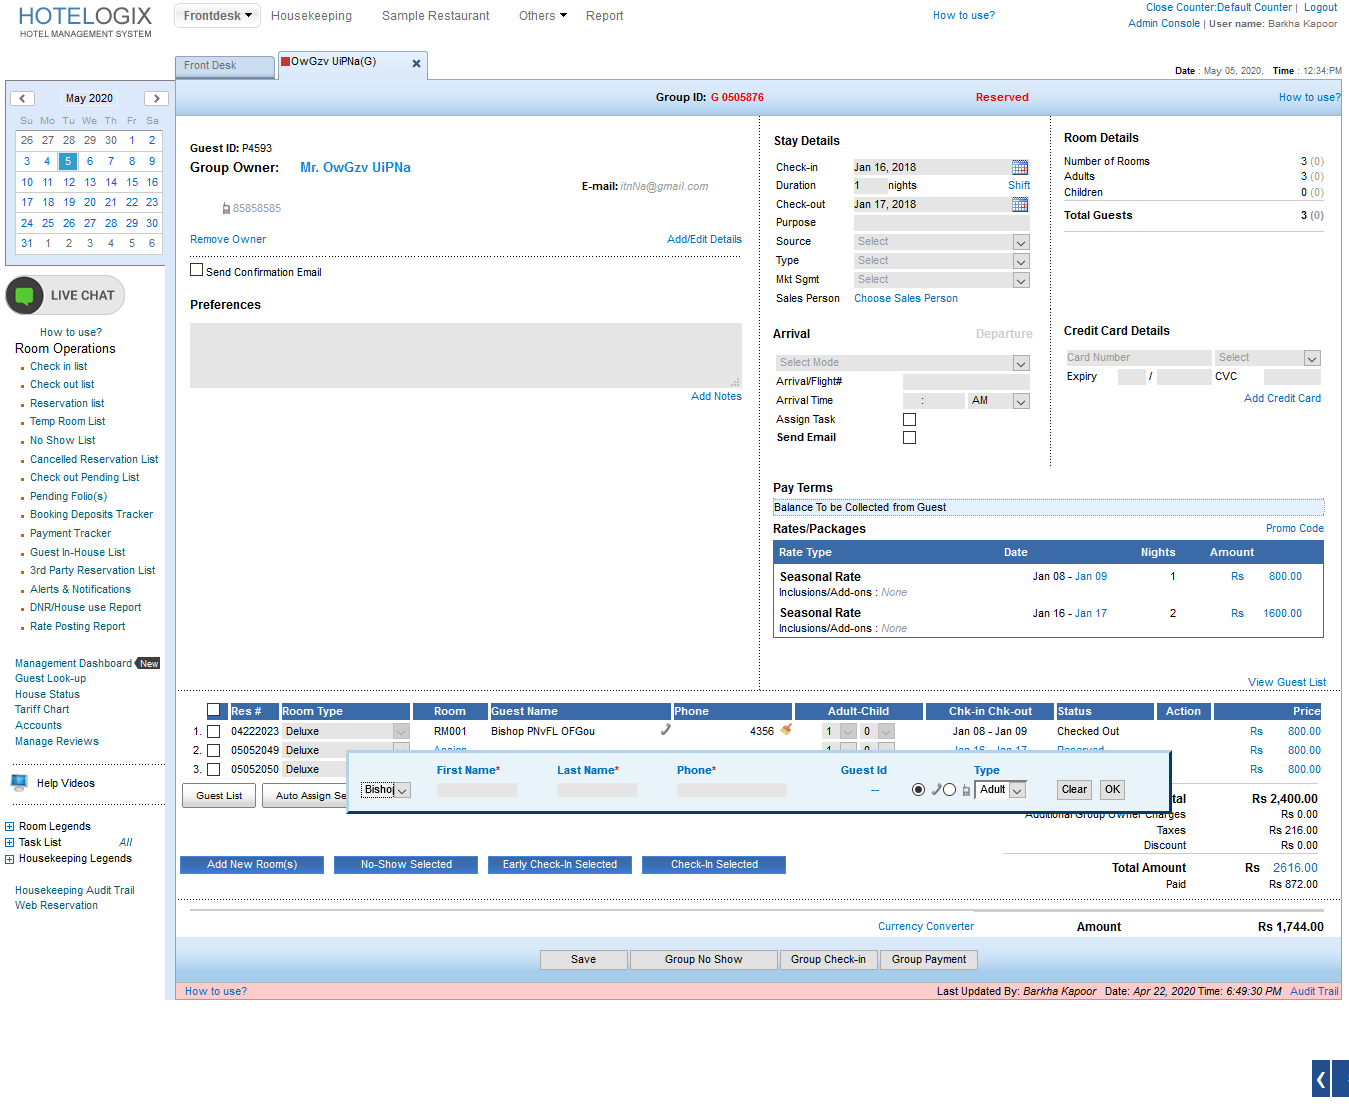 HOTELOGIX
HOTEL MANAGEMENT SYSTEM
Frontdesk
Housekeeping
Sample Restaurant
Others
Report
How to use?
Close Counter:Default Counter | Logout
Admin Console | User name: Barkha Kapoor
Front Desk
OwGzv UiPNa(G)
Date : May 05, 2020, Time : 12:34:PM
May 2020
Su Mo Tu We Th Fr Sa
26 27 28 29 30 1 2
3 4 5 6 7 8 9
10 11 12 13 14 15 16
17 18 19 20 21 22 23
24 25 26 27 28 29 30
31 1 2 3 4 5 6
LIVE CHAT
How to use?
Room Operations
Check in list
Check out list
Reservation list
Temp Room List
No Show List
Cancelled Reservation List
Check out Pending List
Pending Folio(s)
Booking Deposits Tracker
Payment Tracker
Guest In-House List
3rd Party Reservation List
Alerts & Notifications
DNR/House use Report
Rate Posting Report
Management Dashboard New
Guest Look-up
House Status
Tariff Chart
Accounts
Manage Reviews
Help Videos
Room Legends
Task List All
Housekeeping Legends
Housekeeping Audit Trail
Web Reservation
Group ID: G 0505876
Reserved
How to use?
Guest ID: P4593
Group Owner: Mr. OwGzv UiPNa
E-mail: itnNa@gmail.com
85858585
Remove Owner
Add/Edit Details
Send Confirmation Email
Preferences
Add Notes
Stay Details
Check-in Jan 16, 2018
Duration 1 nights Shift
Check-out Jan 17, 2018
Purpose
Source Select
Type Select
Mkt Sgmt Select
Sales Person Choose Sales Person
Arrival Departure
Select Mode
Arrival/Flight#
Arrival Time : AM
Assign Task
Send Email
Room Details
Number of Rooms 3 (0)
Adults 3 (0)
Children 0 (0)
Total Guests 3 (0)
Credit Card Details
Card Number Select
Expiry / CVC
Add Credit Card
Pay Terms
Balance To be Collected from Guest
Rates/Packages Promo Code
Rate Type Date Nights Amount
Seasonal Rate Jan 08 - Jan 09 1 Rs 800.00
Inclusions/Add-ons : None
Seasonal Rate Jan 16 - Jan 17 2 Rs 1600.00
Inclusions/Add-ons : None
View Guest List
Res # Room Type Room Guest Name Phone Adult-Child Chk-in Chk-out Status Action Price
1. 04222023 Deluxe RM001 Bishop PNvFL OFGou 4356 1 0 Jan 08 - Jan 09 Checked Out Rs 800.00
2. 05052049 Deluxe Assign 1 0 Jan 16 - Jan 17 Reserved Rs 800.00
3. 05052050 Deluxe Rs 800.00
First Name* Last Name* Phone* Guest Id Type
Bishop -- Adult Clear OK
Guest List
Auto Assign Se
tal Rs 2,400.00
Additional Group Owner Charges Rs 0.00
Taxes Rs 216.00
Discount Rs 0.00
Add New Room(s)
No-Show Selected
Early Check-In Selected
Check-In Selected
Total Amount Rs 2616.00
Paid Rs 872.00
Currency Converter
Amount Rs 1,744.00
Save
Group No Show
Group Check-in
Group Payment
How to use?
Last Updated By: Barkha Kapoor Date: Apr 22, 2020 Time: 6:49:30 PM Audit Trail